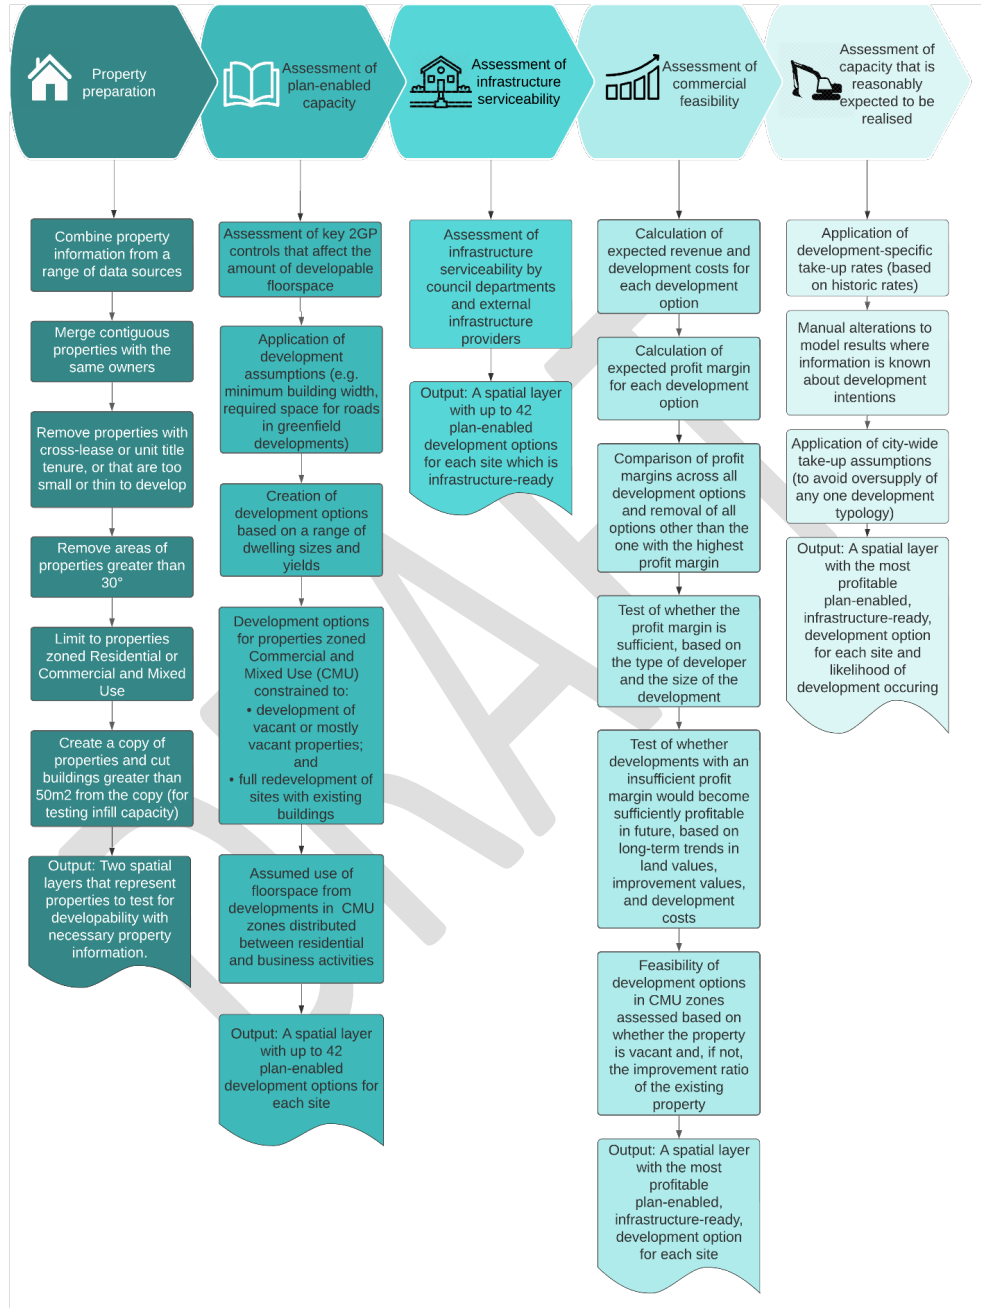 Property
preparation
Assessment of
plan-enabled
capacity
Assessment of
infrastructure
serviceability
Assessment of
commercial
feasibility
Assessment of
capacity that is
reasonably
expected to be
realised
Combine property
information from a
range of data sources
Merge contiguous
properties with the
same owners
Remove properties with
cross-lease or unit title
tenure, or that are too
small or thin to develop
Remove areas of
properties greater than
30°
Limit to properties
zoned Residential or
Commercial and Mixed
Use
Create a copy of
properties and cut
buildings greater than
50m2 from the copy (for
testing infill capacity)
Output: Two spatial
layers that represent
properties to test for
developability with
necessary property
information.
Assessment of key 2GP
controls that affect the
amount of developable
floorspace
Application of
development
assumptions (e.g.
minimum building width,
required space for roads
in greenfield
developments)
Creation of
development options
based on a range of
dwelling sizes and
yields
Development options
for properties zoned
Commercial and
Mixed Use (CMU)
constrained to:
• development of
vacant or mostly
vacant properties;
and
• full redevelopment of
sites with existing
buildings
Assumed use of
floorspace from
developments in CMU
zones distributed
between residential
and business activities
Output: A spatial layer
with up to 42
plan-enabled
development options for
each site
Assessment of
infrastructure
serviceability by
council departments
and external
infrastructure
providers
Output: A spatial layer
with up to 42
plan-enabled
development options
for each site which is
infrastructure-ready
Calculation of
expected revenue and
development costs for
each development
option
Calculation of
expected profit margin
for each development
option
Comparison of profit
margins across all
development options
and removal of all
options other than the
one with the highest
profit margin
Test of whether the
profit margin is
sufficient, based on
the type of developer
and the size of the
development
Test of whether
developments with an
insufficient profit
margin would become
sufficiently profitable
in future, based on
long-term trends in
land values,
improvement values,
and development
costs
Feasibility of
development options
in CMU zones
assessed based on
whether the property
is vacant and, if not,
the improvement ratio
of the existing
property
Output: A spatial layer
with the most
profitable
plan-enabled,
infrastructure-ready,
development option
for each site
Application of
development-specific
take-up rates (based
on historic rates)
Manual alterations to
model results where
information is known
about development
intentions
Application of city-wide
take-up assumptions
(to avoid oversupply of
any one development
typology)
Output: A spatial layer
with the most
profitable
plan-enabled,
infrastructure-ready,
development option
for each site and
likelihood of
development occuring
DRAFT